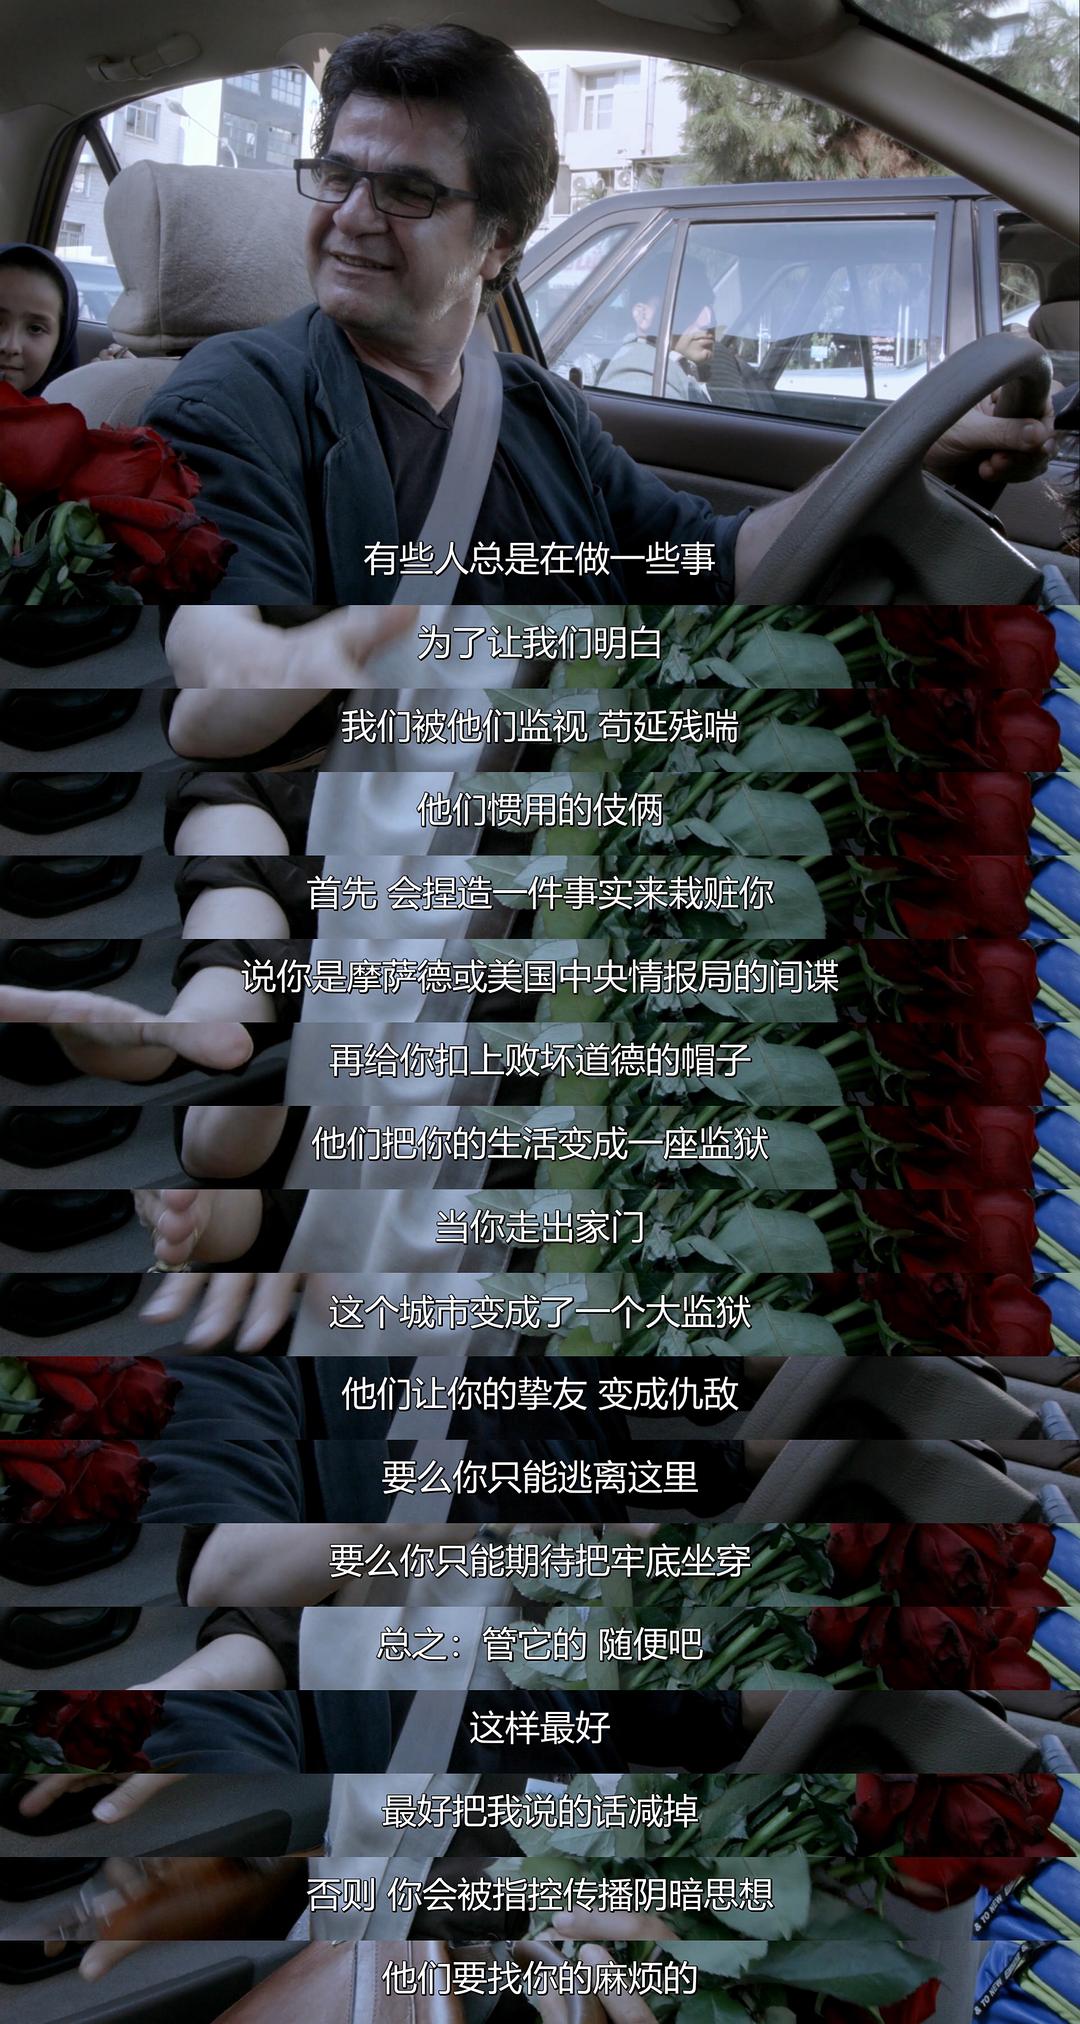 有些人总是在做一些事
为了让我们明白
我们被他们监视 苟延残喘
他们惯用的伎俩
首先 会捏造一件事实来栽赃你
说你是摩萨德或美国中央情报局的间谍
再给你扣上败坏道德的帽子
他们把你的生活变成一座监狱
当你走出家门
这个城市变成了一个大监狱
他们让你的挚友 变成仇敌
要么你只能逃离这里
要么你只能期待把牢底坐穿
总之：管它的 随便吧
这样最好
最好把我说的话减掉
否则 你会被指控传播阴暗思想
& TO NEW
他们要找你的麻烦的
& TO NEW